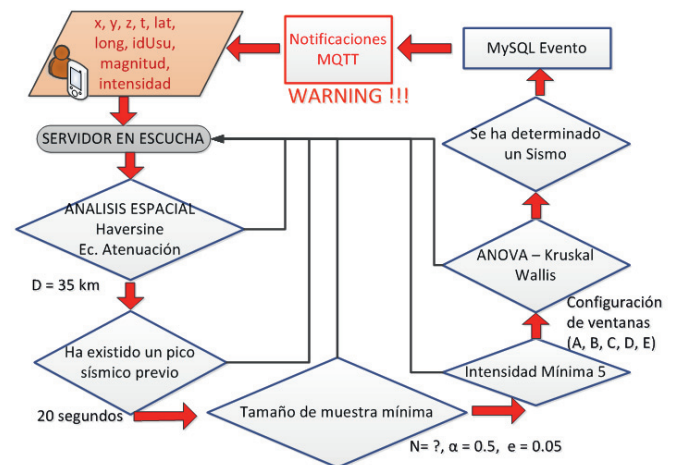 x, y, z, t, lat,
long, idUsu,
magnitud,
intensidad
Notificaciones
MQTT
WARNING !!!
MySQL Evento
SERVIDOR EN ESCUCHA
Se ha determinado
un Sismo
ANALISIS ESPACIAL
Haversine
Ec. Atenuación
D = 35 km
ANOVA – Kruskal
Wallis
Configuración
de ventanas
(A, B, C, D, E)
Ha existido un pico
sísmico previo
Intensidad Mínima 5
20 segundos
Tamaño de muestra mínima
N= ?, α = 0.5, e = 0.05